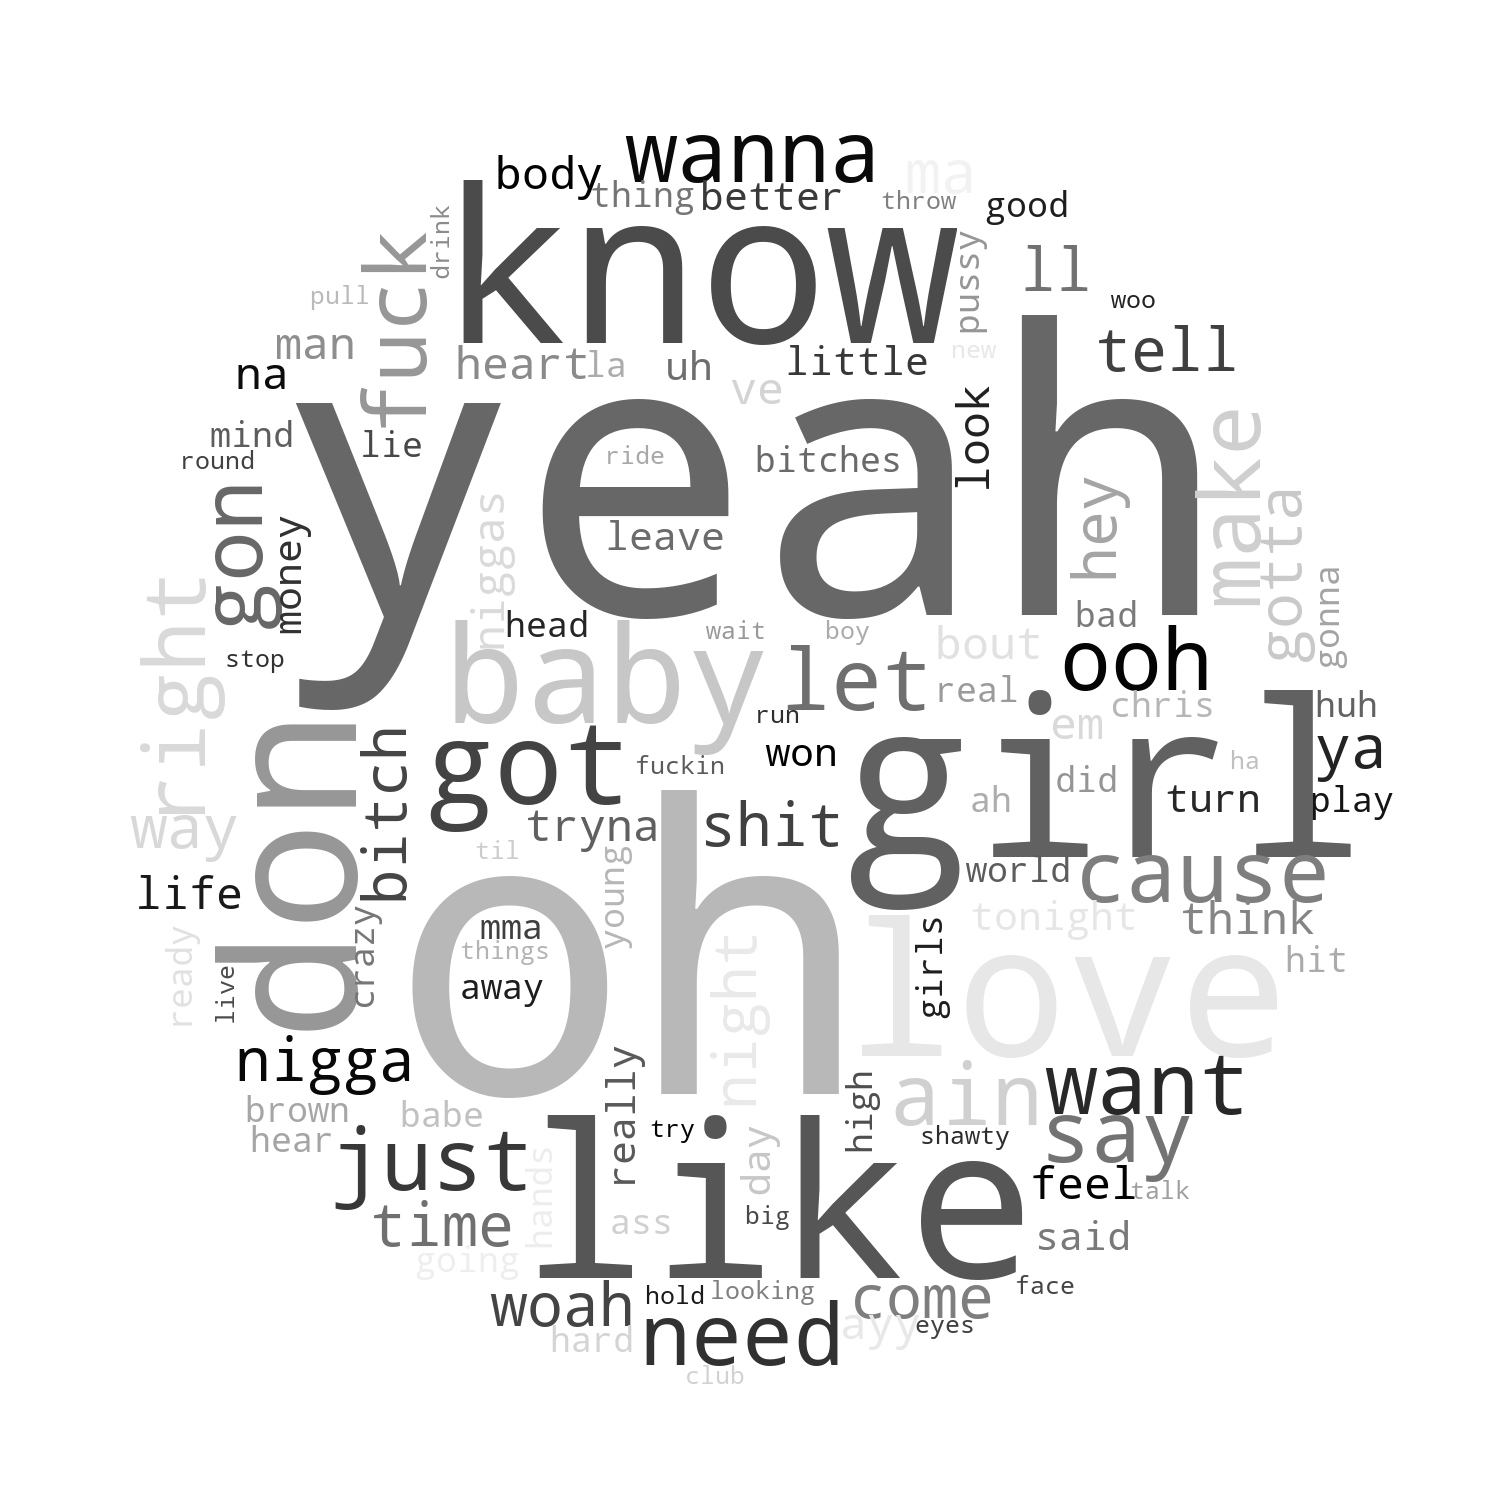 wanna
body
ma
thing
better
throw
good
know
drink
fuck
pussy
ll
pull
woo
man
heart
la
uh
little
new
tell
na
ve
look
yeah
mind
lie
round
ride
bitches
make
gon
money
niggas
leave
hey
gotta
gonna
right
head
wait
boy
bad
bout
ooh
stop
baby
let
real
em
chris
huh
don
bitch
got
run
won
girl
ya
fuckin
ha
ah
did
turn
play
way
tryna
shit
cause
til
young
world
life
oh
love
tonight
think
crazy
mma
things
away
girls
hit
ready
live
night
nigga
ain
want
brown
babe
really
high
say
hear
just
try
shawty
like
hands
day
feel
talk
time
ass
big
said
going
woah
hold
looking
come
face
hard
need
ayy
eyes
club